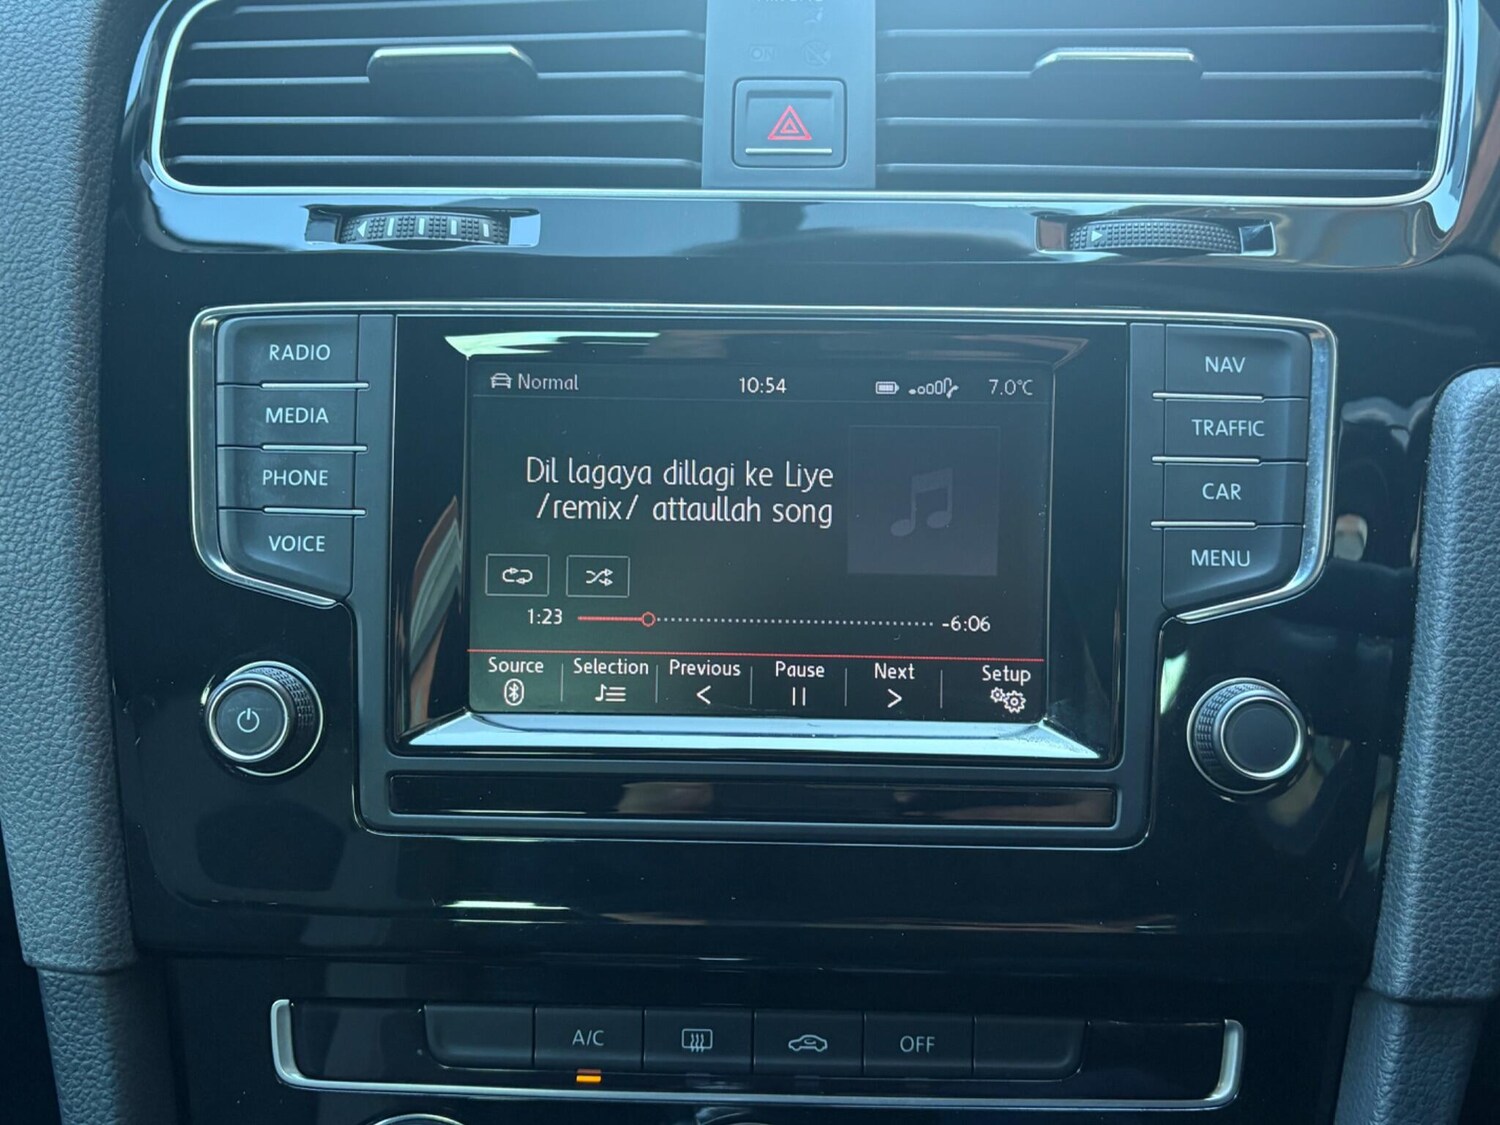 ON
RADIO
MEDIA
PHONE
VOICE
NAV
TRAFFIC
CAR
MENU
Normal 10:54 7.0°C
Dil lagaya dillagi ke Liye
/remix/ attaullah song
1:23 -6:06
Source Selection Previous Pause Next Setup
A/C OFF